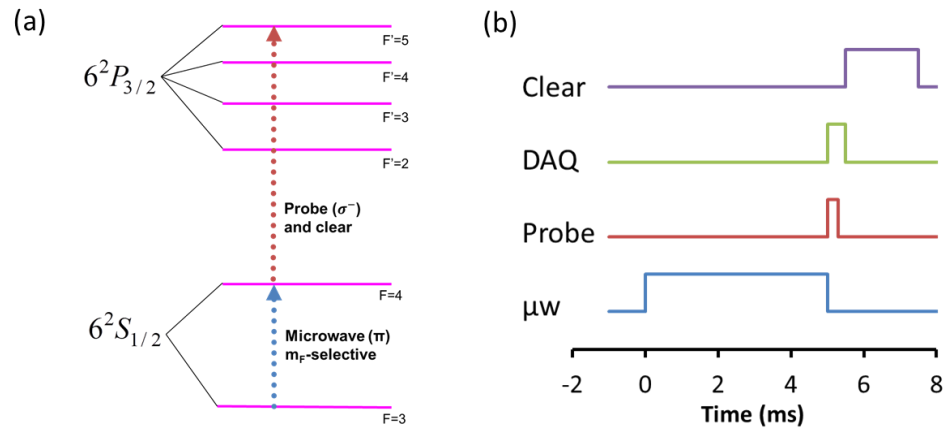 (a)
F'=5
F'=4
6²P₃/₂
F'=3
F'=2
Probe (σ⁻)
and clear
F=4
6²S₁/₂
Microwave (π)
m_F-selective
F=3
(b)
Clear
DAQ
Probe
µw
-2 0 2 4 6 8
Time (ms)